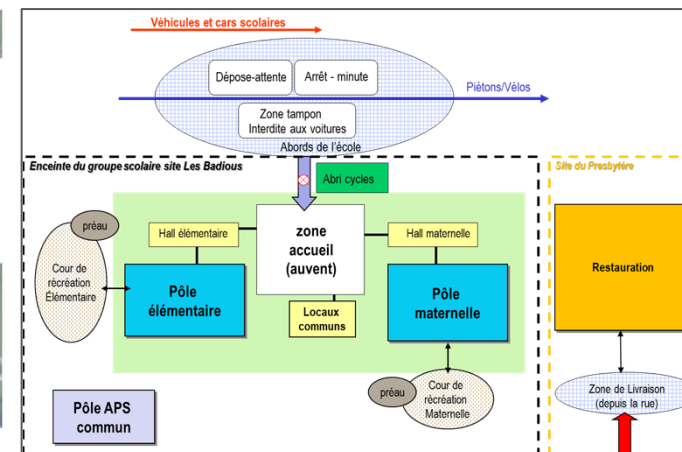 Véhicules et cars scolaires
Dépose-attente
Arrêt - minute
Piétons/Vélos
Zone tampon
Interdite aux voitures
Abords de l'école
Enceinte du groupe scolaire site Les Badious
Site du Presbytère
Abri cycles
préau
Hall élémentaire
zone
accueil
(auvent)
Hall maternelle
Cour de
récréation
Élémentaire
Pôle
élémentaire
Pôle
maternelle
Restauration
Locaux
communs
préau
Cour de
récréation
Maternelle
Zone de Livraison
(depuis la rue)
Pôle APS
commun